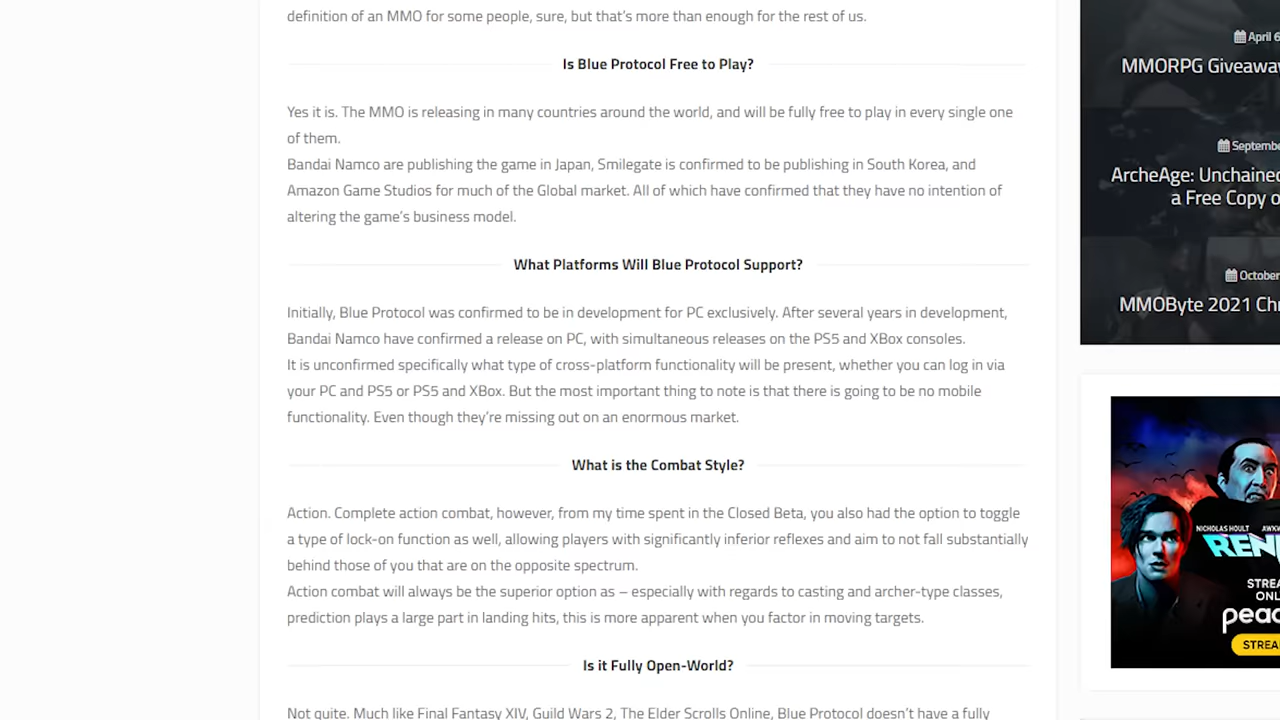 definition of an MMO for some people, sure, but that's more than enough for the rest of us.
Is Blue Protocol Free to Play?
Yes it is. The MMO is releasing in many countries around the world, and will be fully free to play in every single one
of them.
Bandai Namco are publishing the game in Japan, Smilegate is confirmed to be publishing in South Korea, and
Amazon Game Studios for much of the Global market. All of which have confirmed that they have no intention of
altering the game's business model.
What Platforms Will Blue Protocol Support?
Initially, Blue Protocol was confirmed to be in development for PC exclusively. After several years in development,
Bandai Namco have confirmed a release on PC, with simultaneous releases on the PS5 and XBox consoles.
It is unconfirmed specifically what type of cross-platform functionality will be present, whether you can log in via
your PC and PS5 or PS5 and XBox. But the most important thing to note is that there is going to be no mobile
functionality. Even though they're missing out on an enormous market.
What is the Combat Style?
Action. Complete action combat, however, from my time spent in the Closed Beta, you also had the option to toggle
a type of lock-on function as well, allowing players with significantly inferior reflexes and aim to not fall substantially
behind those of you that are on the opposite spectrum.
Action combat will always be the superior option as – especially with regards to casting and archer-type classes,
prediction plays a large part in landing hits, this is more apparent when you factor in moving targets.
Is it Fully Open-World?
Not quite. Much like Final Fantasy XIV, Guild Wars 2, The Elder Scrolls Online, Blue Protocol doesn't have a fully
April 6
MMORPG Giveaway
Septembe
ArcheAge: Unchained
a Free Copy o
October
MMOByte 2021 Ch
NICHOLAS HOULT AWK
REN
STREA
ONL
peac
STREA